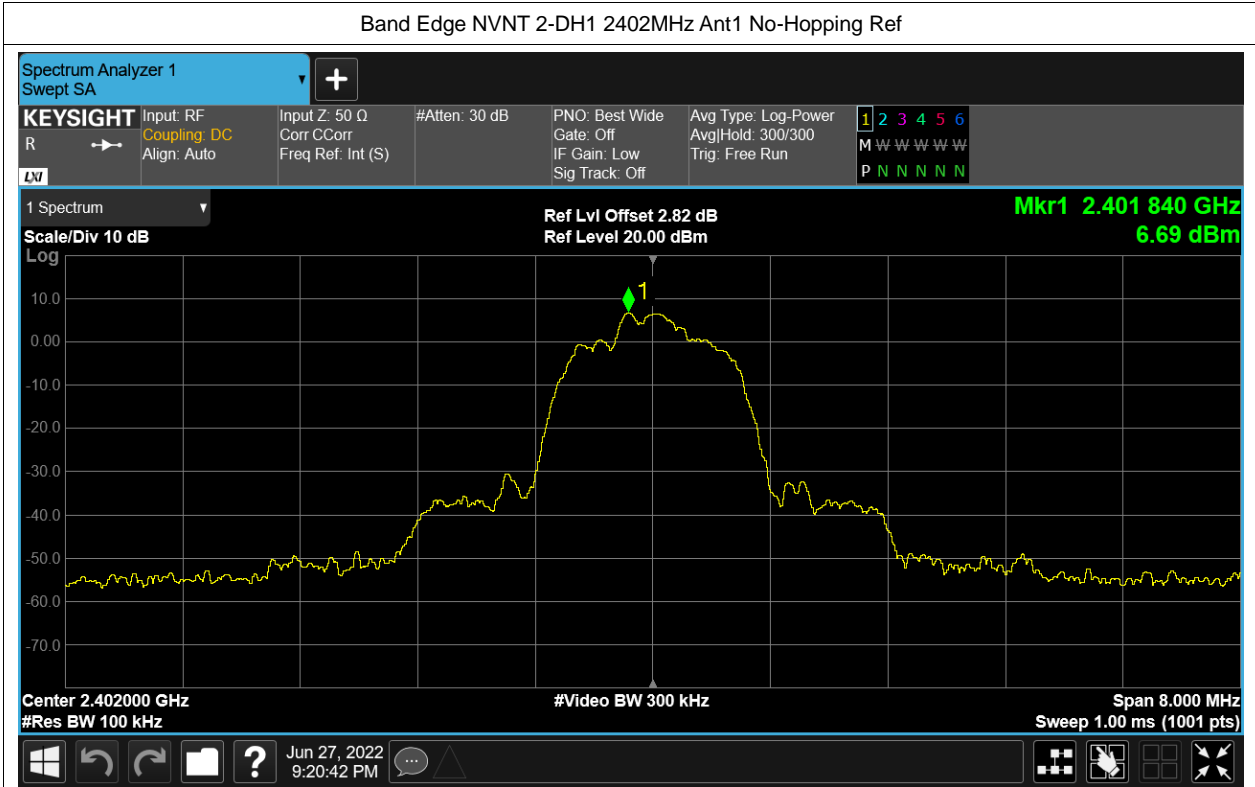 Band Edge NVNT 2-DH1 2402MHz Ant1 No-Hopping Ref
Spectrum Analyzer 1
Swept SA
▼
+
KEYSIGHT
R
LXI
Input: RF
Coupling: DC
Align: Auto
Input Z: 50 Ω
Corr CCorr
Freq Ref: Int (S)
#Atten: 30 dB
PNO: Best Wide
Gate: Off
IF Gain: Low
Sig Track: Off
Avg Type: Log-Power
Avg|Hold: 300/300
Trig: Free Run
1 2 3 4 5 6
M W W W W W
P N N N N N
1 Spectrum ▼
Scale/Div 10 dB
Log
Ref Lvl Offset 2.82 dB
Ref Level 20.00 dBm
Mkr1 2.401 840 GHz
6.69 dBm
1
10.0
0.00
-10.0
-20.0
-30.0
-40.0
-50.0
-60.0
-70.0
Center 2.402000 GHz
#Res BW 100 kHz
#Video BW 300 kHz
Span 8.000 MHz
Sweep 1.00 ms (1001 pts)
?
Jun 27, 2022
9:20:42 PM
...